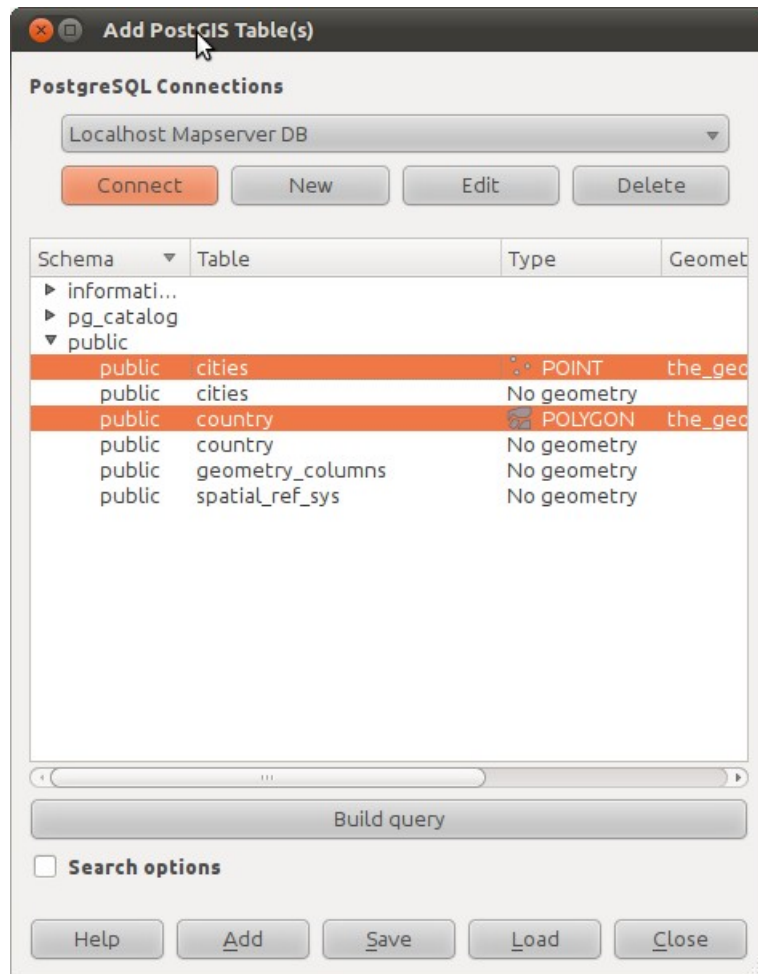 Add PostGIS Table(s)
PostgreSQL Connections
Localhost Mapserver DB
Connect New Edit Delete
Schema Table Type Geomet
informati...
pg_catalog
public
public cities POINT the_geo
public cities No geometry
public country POLYGON the_geo
public country No geometry
public geometry_columns No geometry
public spatial_ref_sys No geometry
Build query
Search options
Help Add Save Load Close